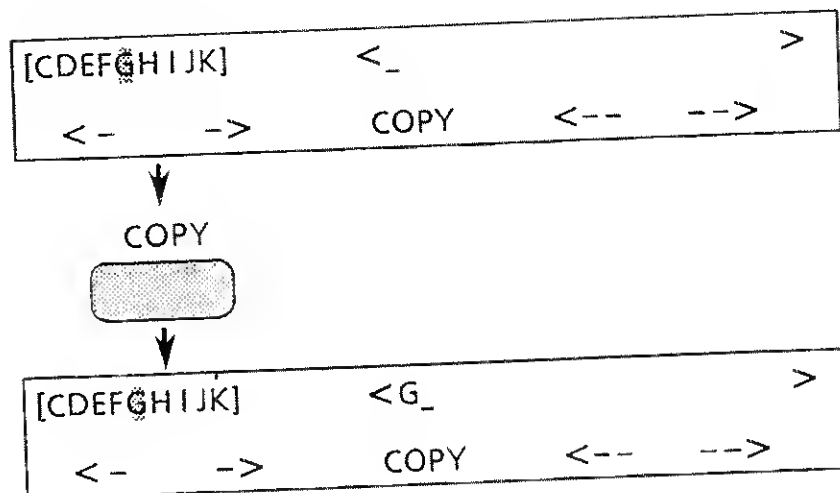 [CDEFGHIJK] <_ >
<- -> COPY <-- -->
COPY
[CDEFGHIJK] <G_ >
<- -> COPY <-- -->